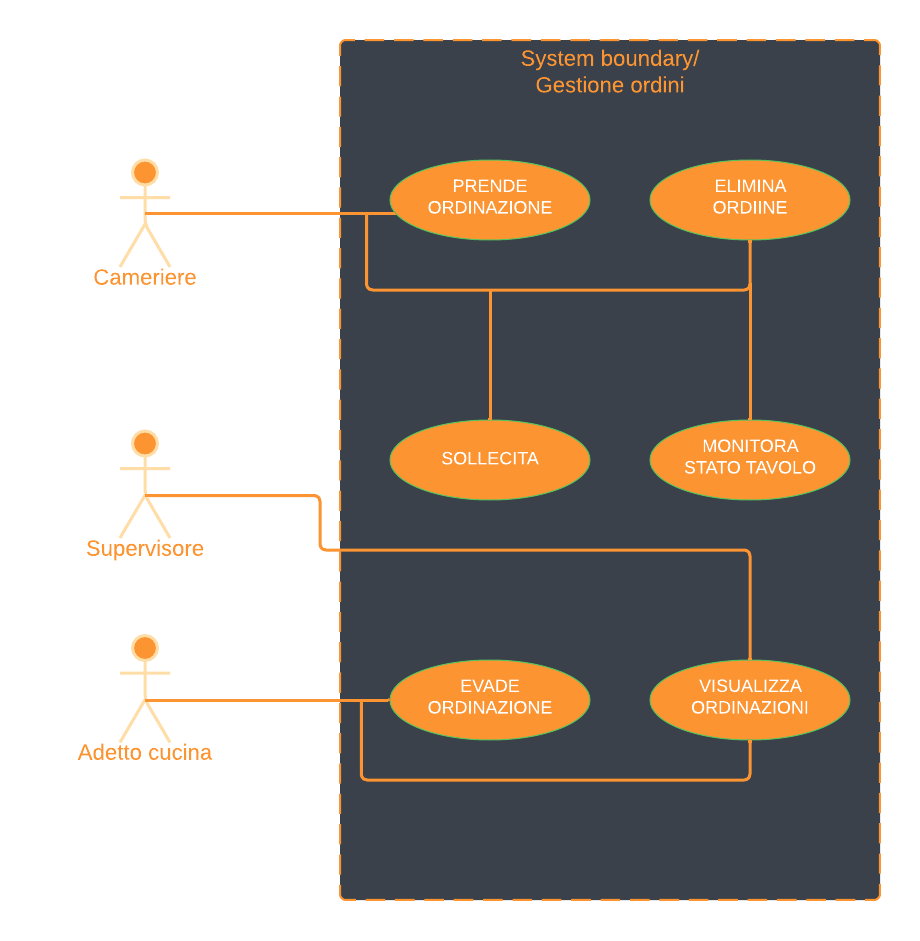 System boundary/
Gestione ordini
PRENDE
ORDINAZIONE
ELIMINA
ORDIINE
Cameriere
SOLLECITA
MONITORA
STATO TAVOLO
Supervisore
EVADE
ORDINAZIONE
VISUALIZZA
ORDINAZIONI
Adetto cucina